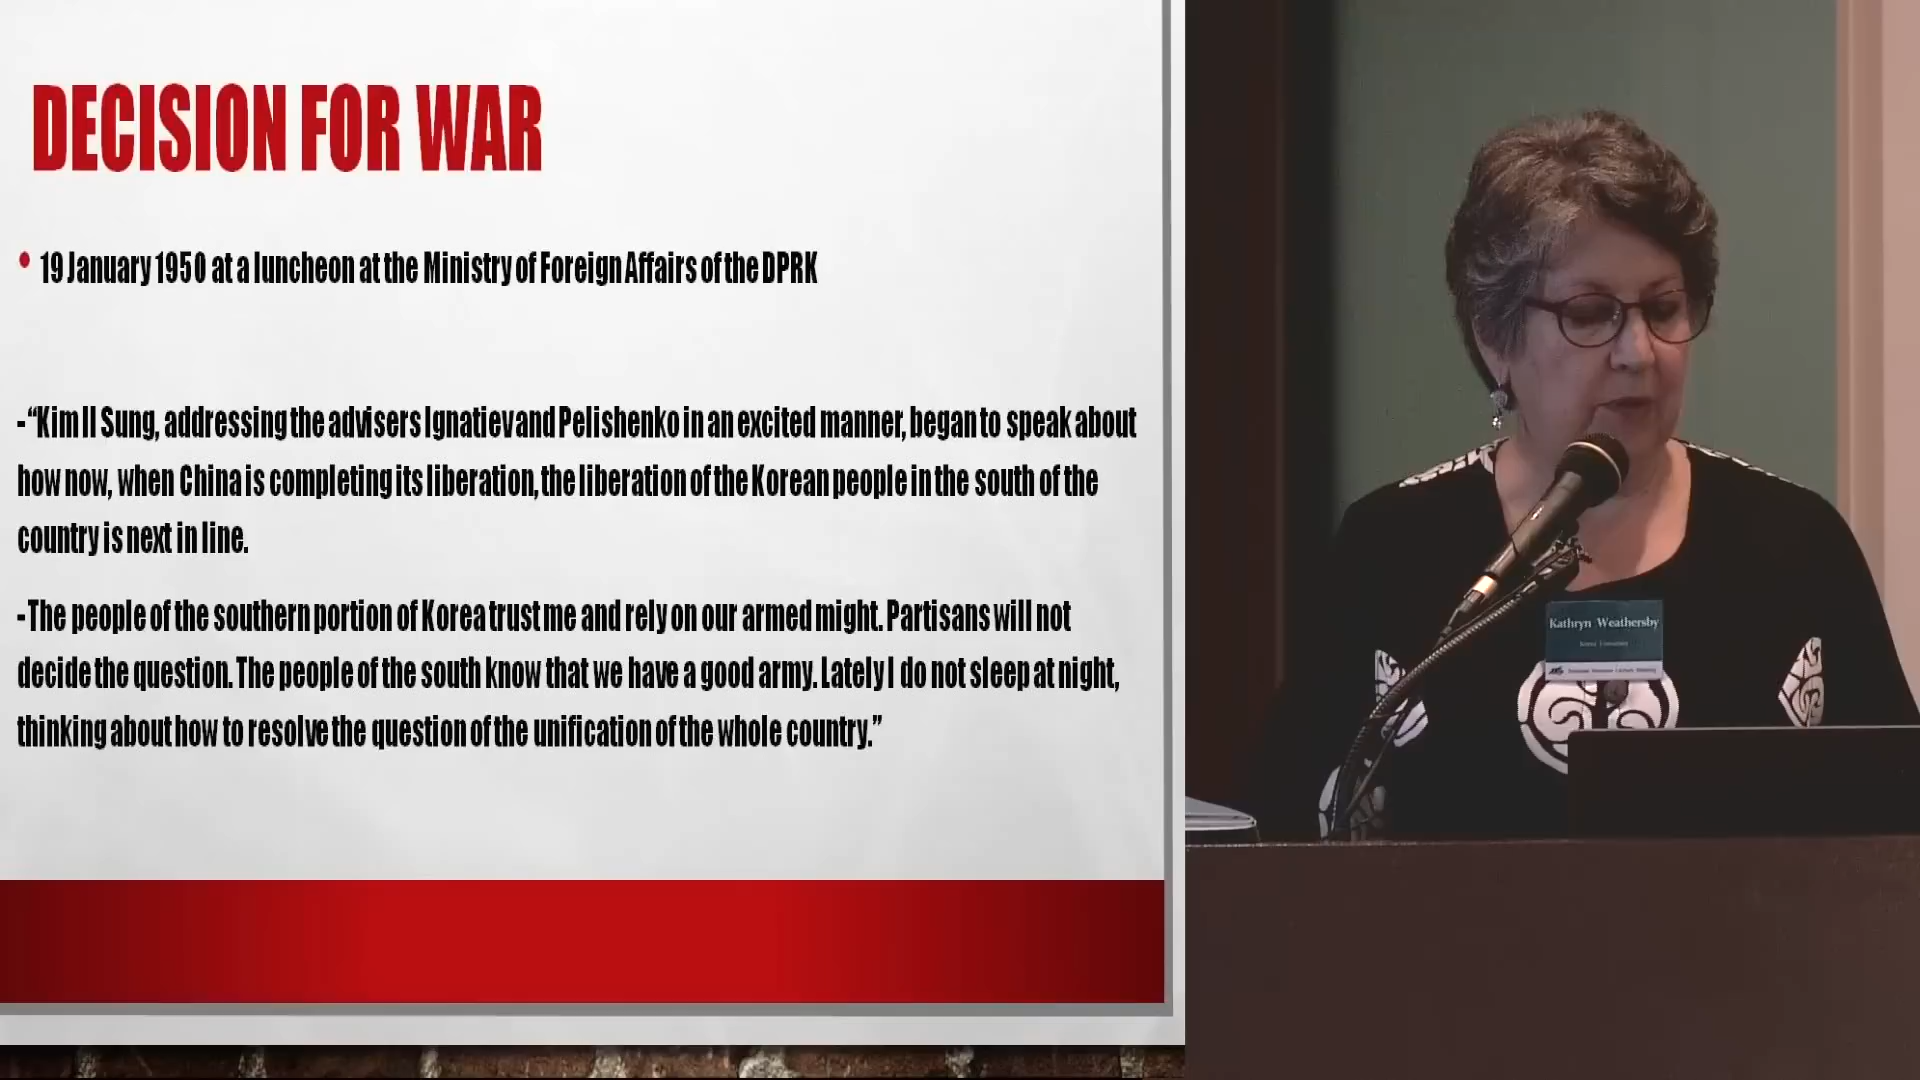 DECISION FOR WAR
• 19 January 1950 at a luncheon at the Ministry of Foreign Affairs of the DPRK
-“Kim Il Sung, addressing the advisers Ignatiev and Pelishenko in an excited manner, began to speak about
how now, when China is completing its liberation, the liberation of the Korean people in the south of the
country is next in line.
-The people of the southern portion of Korea trust me and rely on our armed might. Partisans will not
decide the question. The people of the south know that we have a good army. Lately I do not sleep at night,
thinking about how to resolve the question of the unification of the whole country.”
Kathryn Weathersby